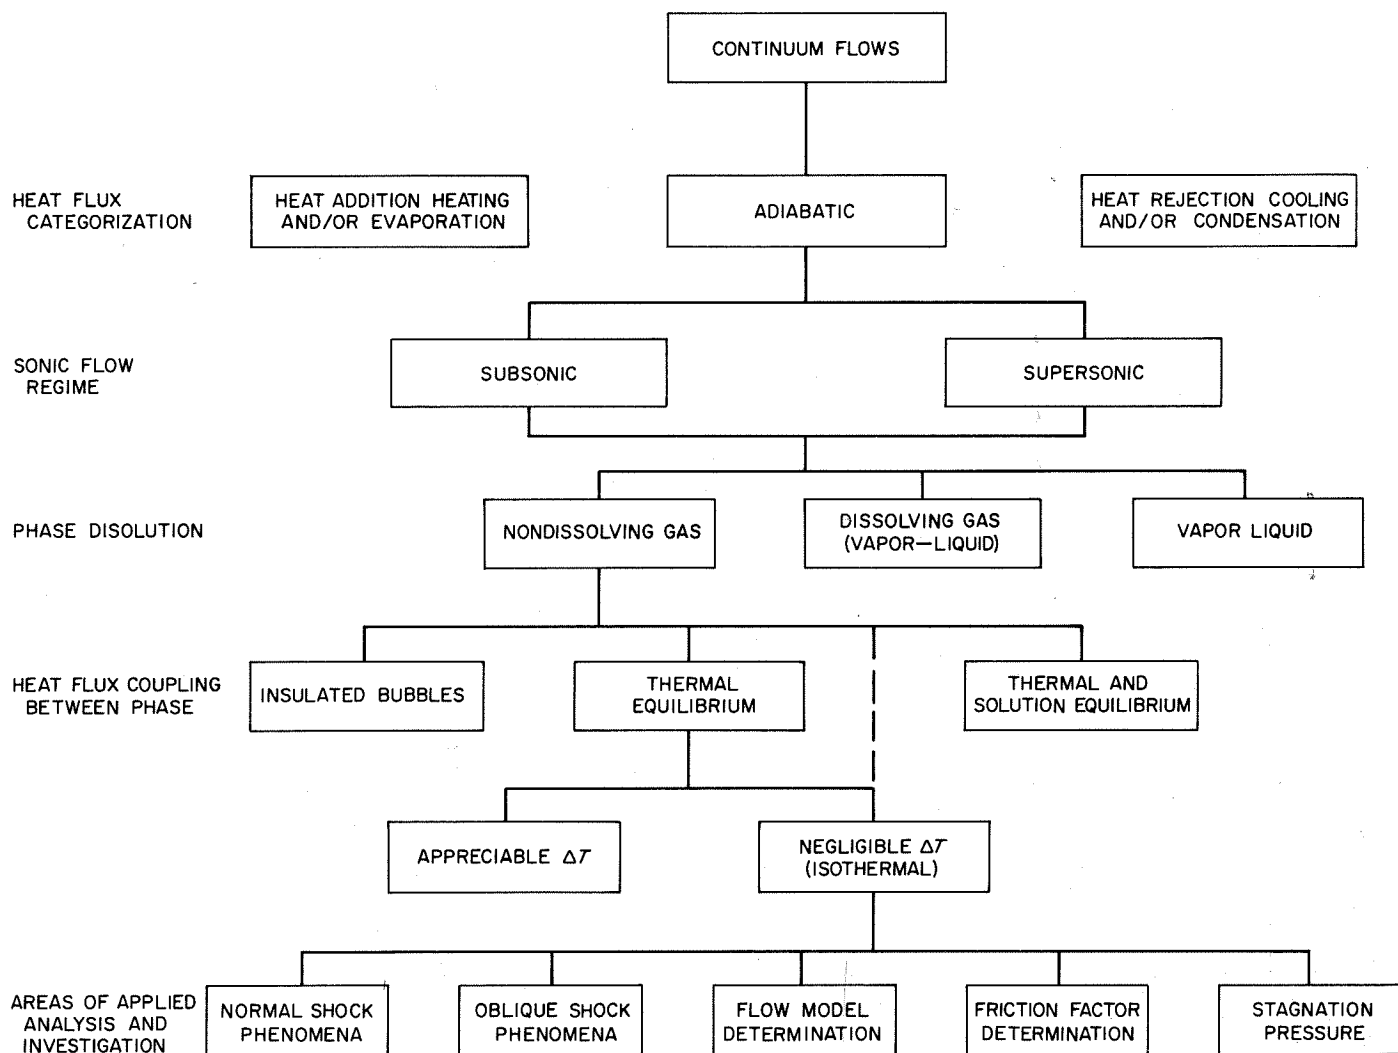 CONTINUUM FLOWS
HEAT FLUX
CATEGORIZATION
HEAT ADDITION HEATING
AND/OR EVAPORATION
ADIABATIC
HEAT REJECTION COOLING
AND/OR CONDENSATION
SONIC FLOW
REGIME
SUBSONIC
SUPERSONIC
PHASE DISOLUTION
NONDISSOLVING GAS
DISSOLVING GAS
(VAPOR—LIQUID)
VAPOR LIQUID
HEAT FLUX COUPLING
BETWEEN PHASE
INSULATED BUBBLES
THERMAL
EQUILIBRIUM
THERMAL AND
SOLUTION EQUILIBRIUM
APPRECIABLE ΔT
NEGLIGIBLE ΔT
(ISOTHERMAL)
AREAS OF APPLIED
ANALYSIS AND
INVESTIGATION
NORMAL SHOCK
PHENOMENA
OBLIQUE SHOCK
PHENOMENA
FLOW MODEL
DETERMINATION
FRICTION FACTOR
DETERMINATION
STAGNATION
PRESSURE